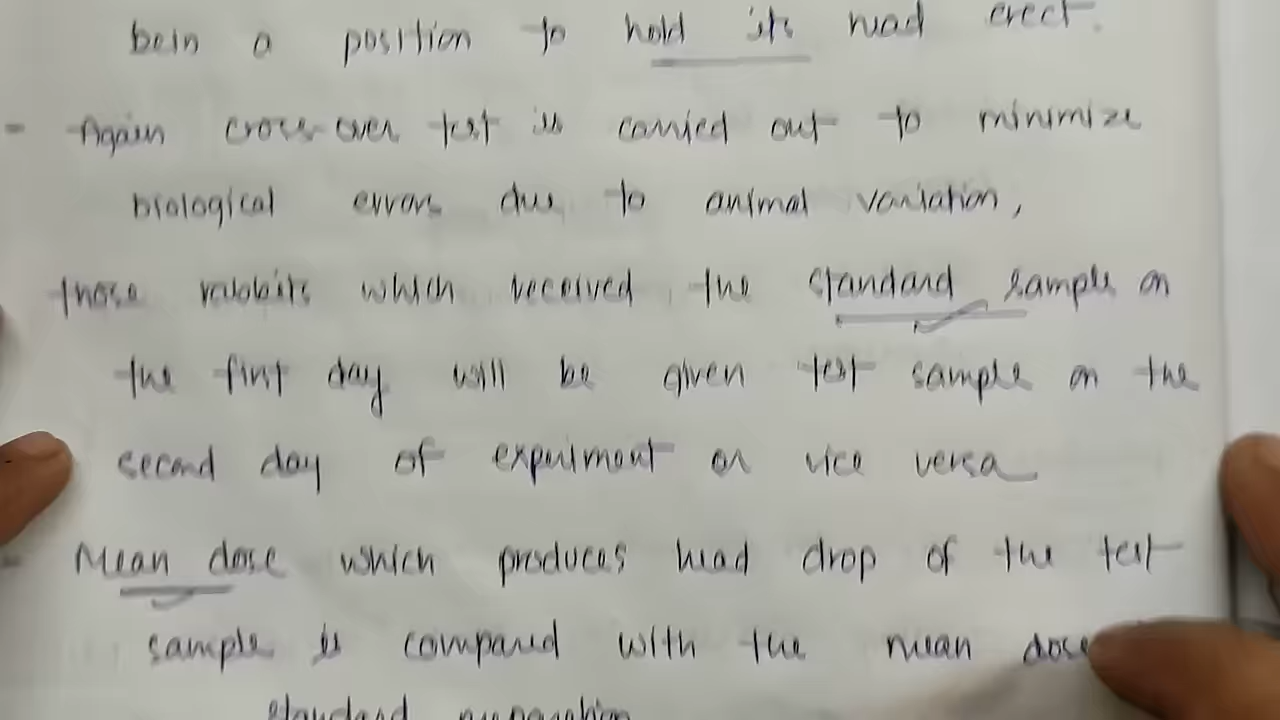 bein a position to hold its head erect.
- Again cross over test is carried out to minimize
biological errors due to animal variation,
those rabbits which received the standard sample on
the first day will be given test sample on the
second day of experiment or vice versa
- Mean dose which produces head drop of the test
sample is compared with the mean dose
standard preparation